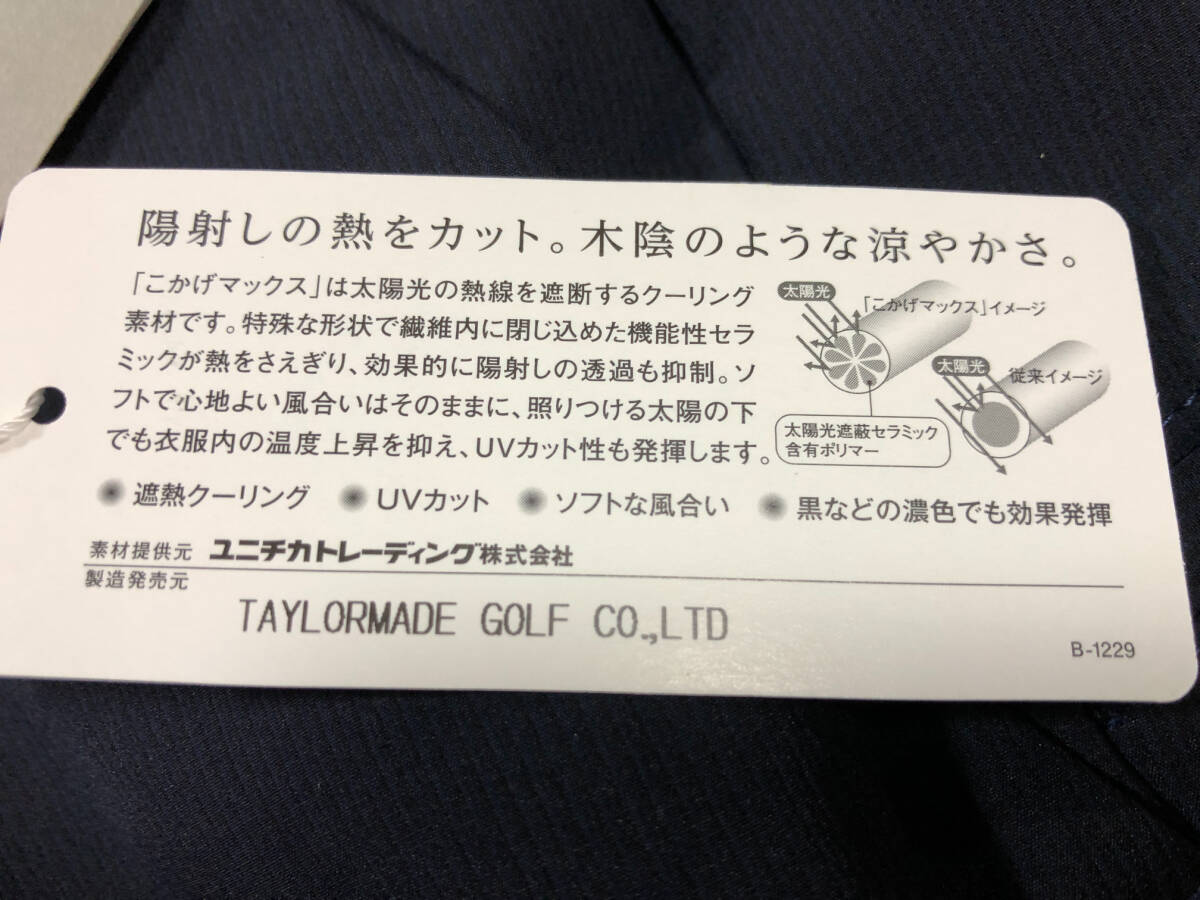 陽射しの熱をカット。木陰のような涼やかさ。
「こかげマックス」は太陽光の熱線を遮断するクーリング
素材です。特殊な形状で繊維内に閉じ込めた機能性セラ
ミックが熱をさえぎり、効果的に陽射しの透過も抑制。ソ
フトで心地よい風合いはそのままに、照りつける太陽の下
でも衣服内の温度上昇を抑え、UVカット性も発揮します。
太陽光
「こかげマックス」イメージ
太陽光
従来イメージ
太陽光遮蔽セラミック
含有ポリマー
遮熱クーリング UVカット ソフトな風合い 黒などの濃色でも効果発揮
素材提供元 ユニチカトレーディング株式会社
製造発売元
TAYLORMADE GOLF CO.,LTD
B-1229